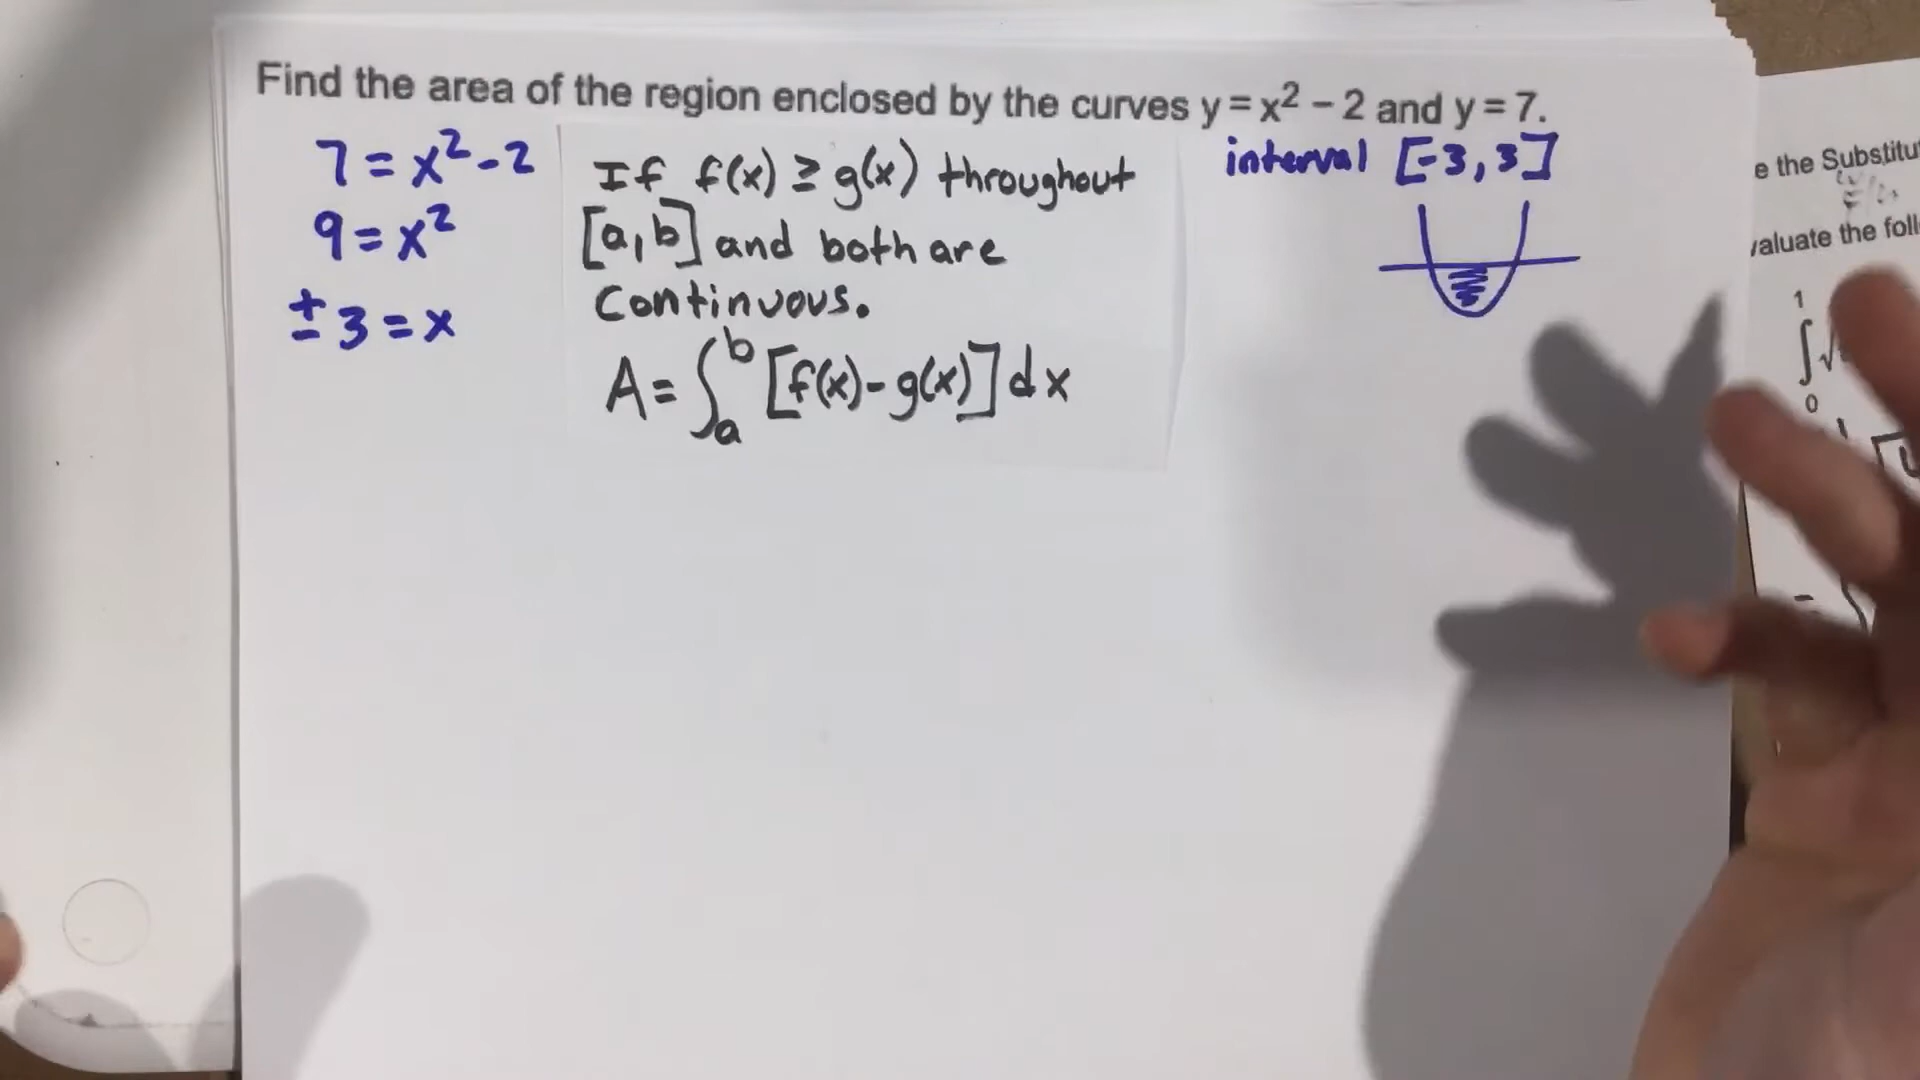 Find the area of the region enclosed by the curves y = x² – 2 and y = 7.
7 = x² - 2
9 = x²
± 3 = x
If f(x) ≥ g(x) throughout
[a,b] and both are
continuous.
A = ∫ₐᵇ [f(x) - g(x)] dx
interval [-3, 3]
e the Substitu
valuate the foll
1
∫√
0